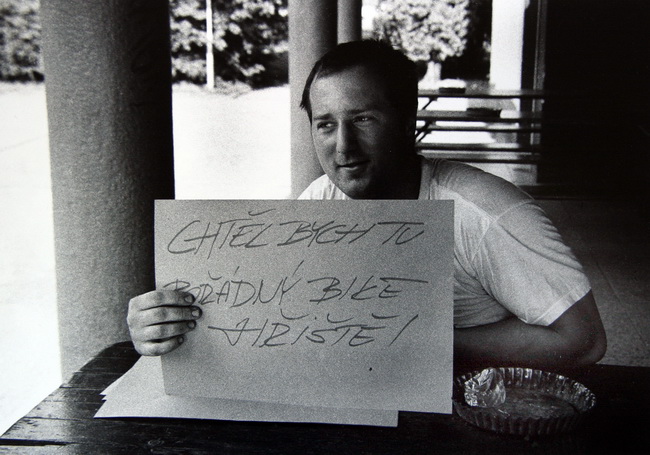 CHTĚL BYCH TU
POŘÁDNÝ BIKE
HŘIŠTĚ!